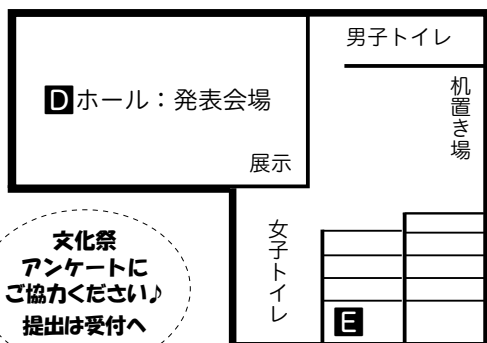 男子トイレ
Dホール：発表会場
机置き場
展示
女子トイレ
文化祭
アンケートに
ご協力ください♪
提出は受付へ
E